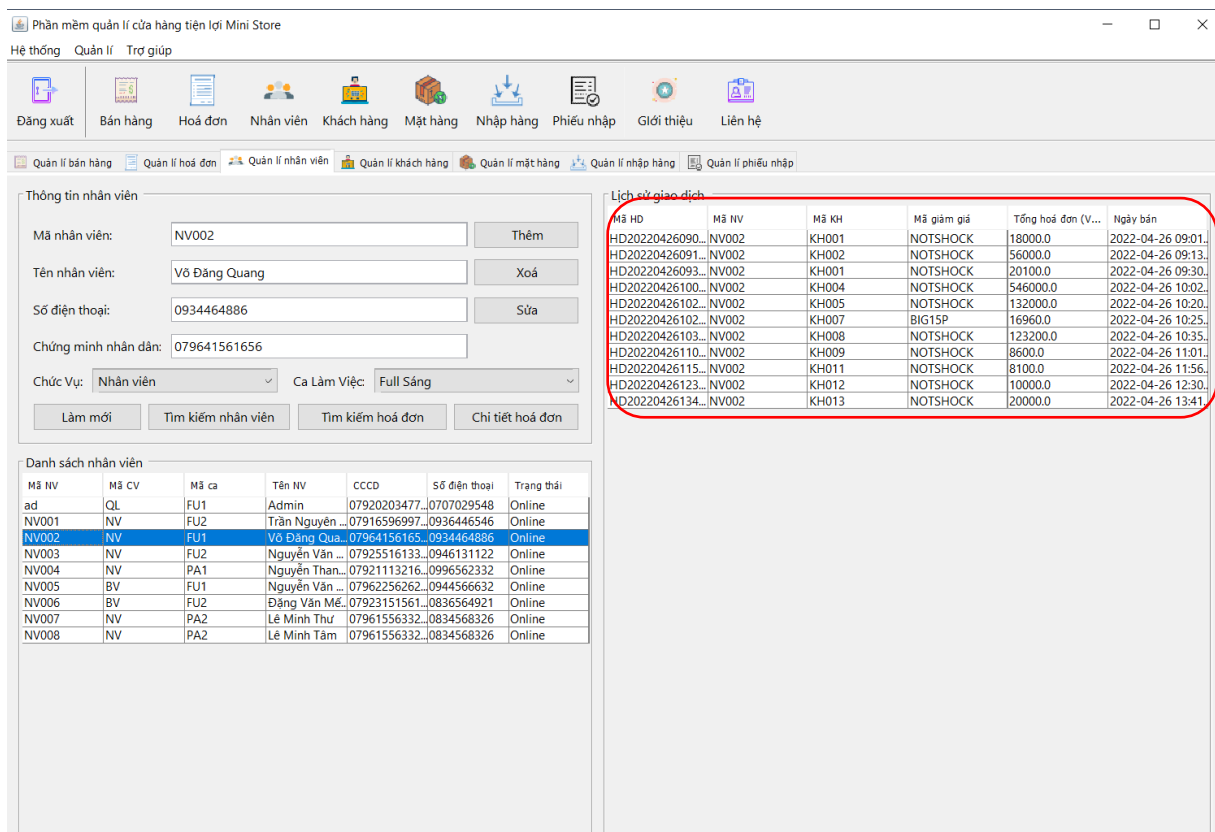 Phần mềm quản lí cửa hàng tiện lợi Mini Store
Hệ thống Quản lí Trợ giúp
Đăng xuất Bán hàng Hoá đơn Nhân viên Khách hàng Mặt hàng Nhập hàng Phiếu nhập GIới thiệu Liên hệ
Quản lí bán hàng Quản lí hoá đơn Quản lí nhân viên Quản lí khách hàng Quản lí mặt hàng Quản lí nhập hàng Quản lí phiếu nhập
Thông tin nhân viên
Mã nhân viên: NV002 Thêm
Tên nhân viên: Võ Đăng Quang Xoá
Số điện thoại: 0934464886 Sửa
Chứng minh nhân dân: 079641561656
Chức Vụ: Nhân viên Ca Làm Việc: Full Sáng
Làm mới Tìm kiếm nhân viên Tìm kiếm hoá đơn Chi tiết hoá đơn
Danh sách nhân viên
Mã NV Mã CV Mã ca Tên NV CCCD Số điện thoại Trạng thái
ad QL FU1 Admin 07920203477... 0707029548 Online
NV001 NV FU2 Trần Nguyên ... 07916596997... 0936446546 Online
NV002 NV FU1 Võ Đăng Qua... 07964156165... 0934464886 Online
NV003 NV FU2 Nguyễn Văn ... 07925516133... 0946131122 Online
NV004 NV PA1 Nguyễn Than... 07921113216... 0996562332 Online
NV005 BV FU1 Nguyễn Văn ... 07962256262... 0944566632 Online
NV006 BV FU2 Đặng Văn Mế... 07923151561... 0836564921 Online
NV007 NV PA2 Lê Minh Thư 07961556332... 0834568326 Online
NV008 NV PA2 Lê Minh Tâm 07961556332... 0834568326 Online
Lịch sử giao dịch
Mã HD Mã NV Mã KH Mã giảm giá Tổng hoá đơn (V... Ngày bán
HD20220426090... NV002 KH001 NOTSHOCK 18000.0 2022-04-26 09:01...
HD20220426091... NV002 KH002 NOTSHOCK 56000.0 2022-04-26 09:13...
HD20220426093... NV002 KH001 NOTSHOCK 20100.0 2022-04-26 09:30...
HD20220426100... NV002 KH004 NOTSHOCK 546000.0 2022-04-26 10:02...
HD20220426102... NV002 KH005 NOTSHOCK 132000.0 2022-04-26 10:20...
HD20220426102... NV002 KH007 BIG15P 16960.0 2022-04-26 10:25...
HD20220426103... NV002 KH008 NOTSHOCK 123200.0 2022-04-26 10:35...
HD20220426110... NV002 KH009 NOTSHOCK 8600.0 2022-04-26 11:01...
HD20220426115... NV002 KH011 NOTSHOCK 8100.0 2022-04-26 11:56...
HD20220426123... NV002 KH012 NOTSHOCK 10000.0 2022-04-26 12:30...
HD20220426134... NV002 KH013 NOTSHOCK 20000.0 2022-04-26 13:41...